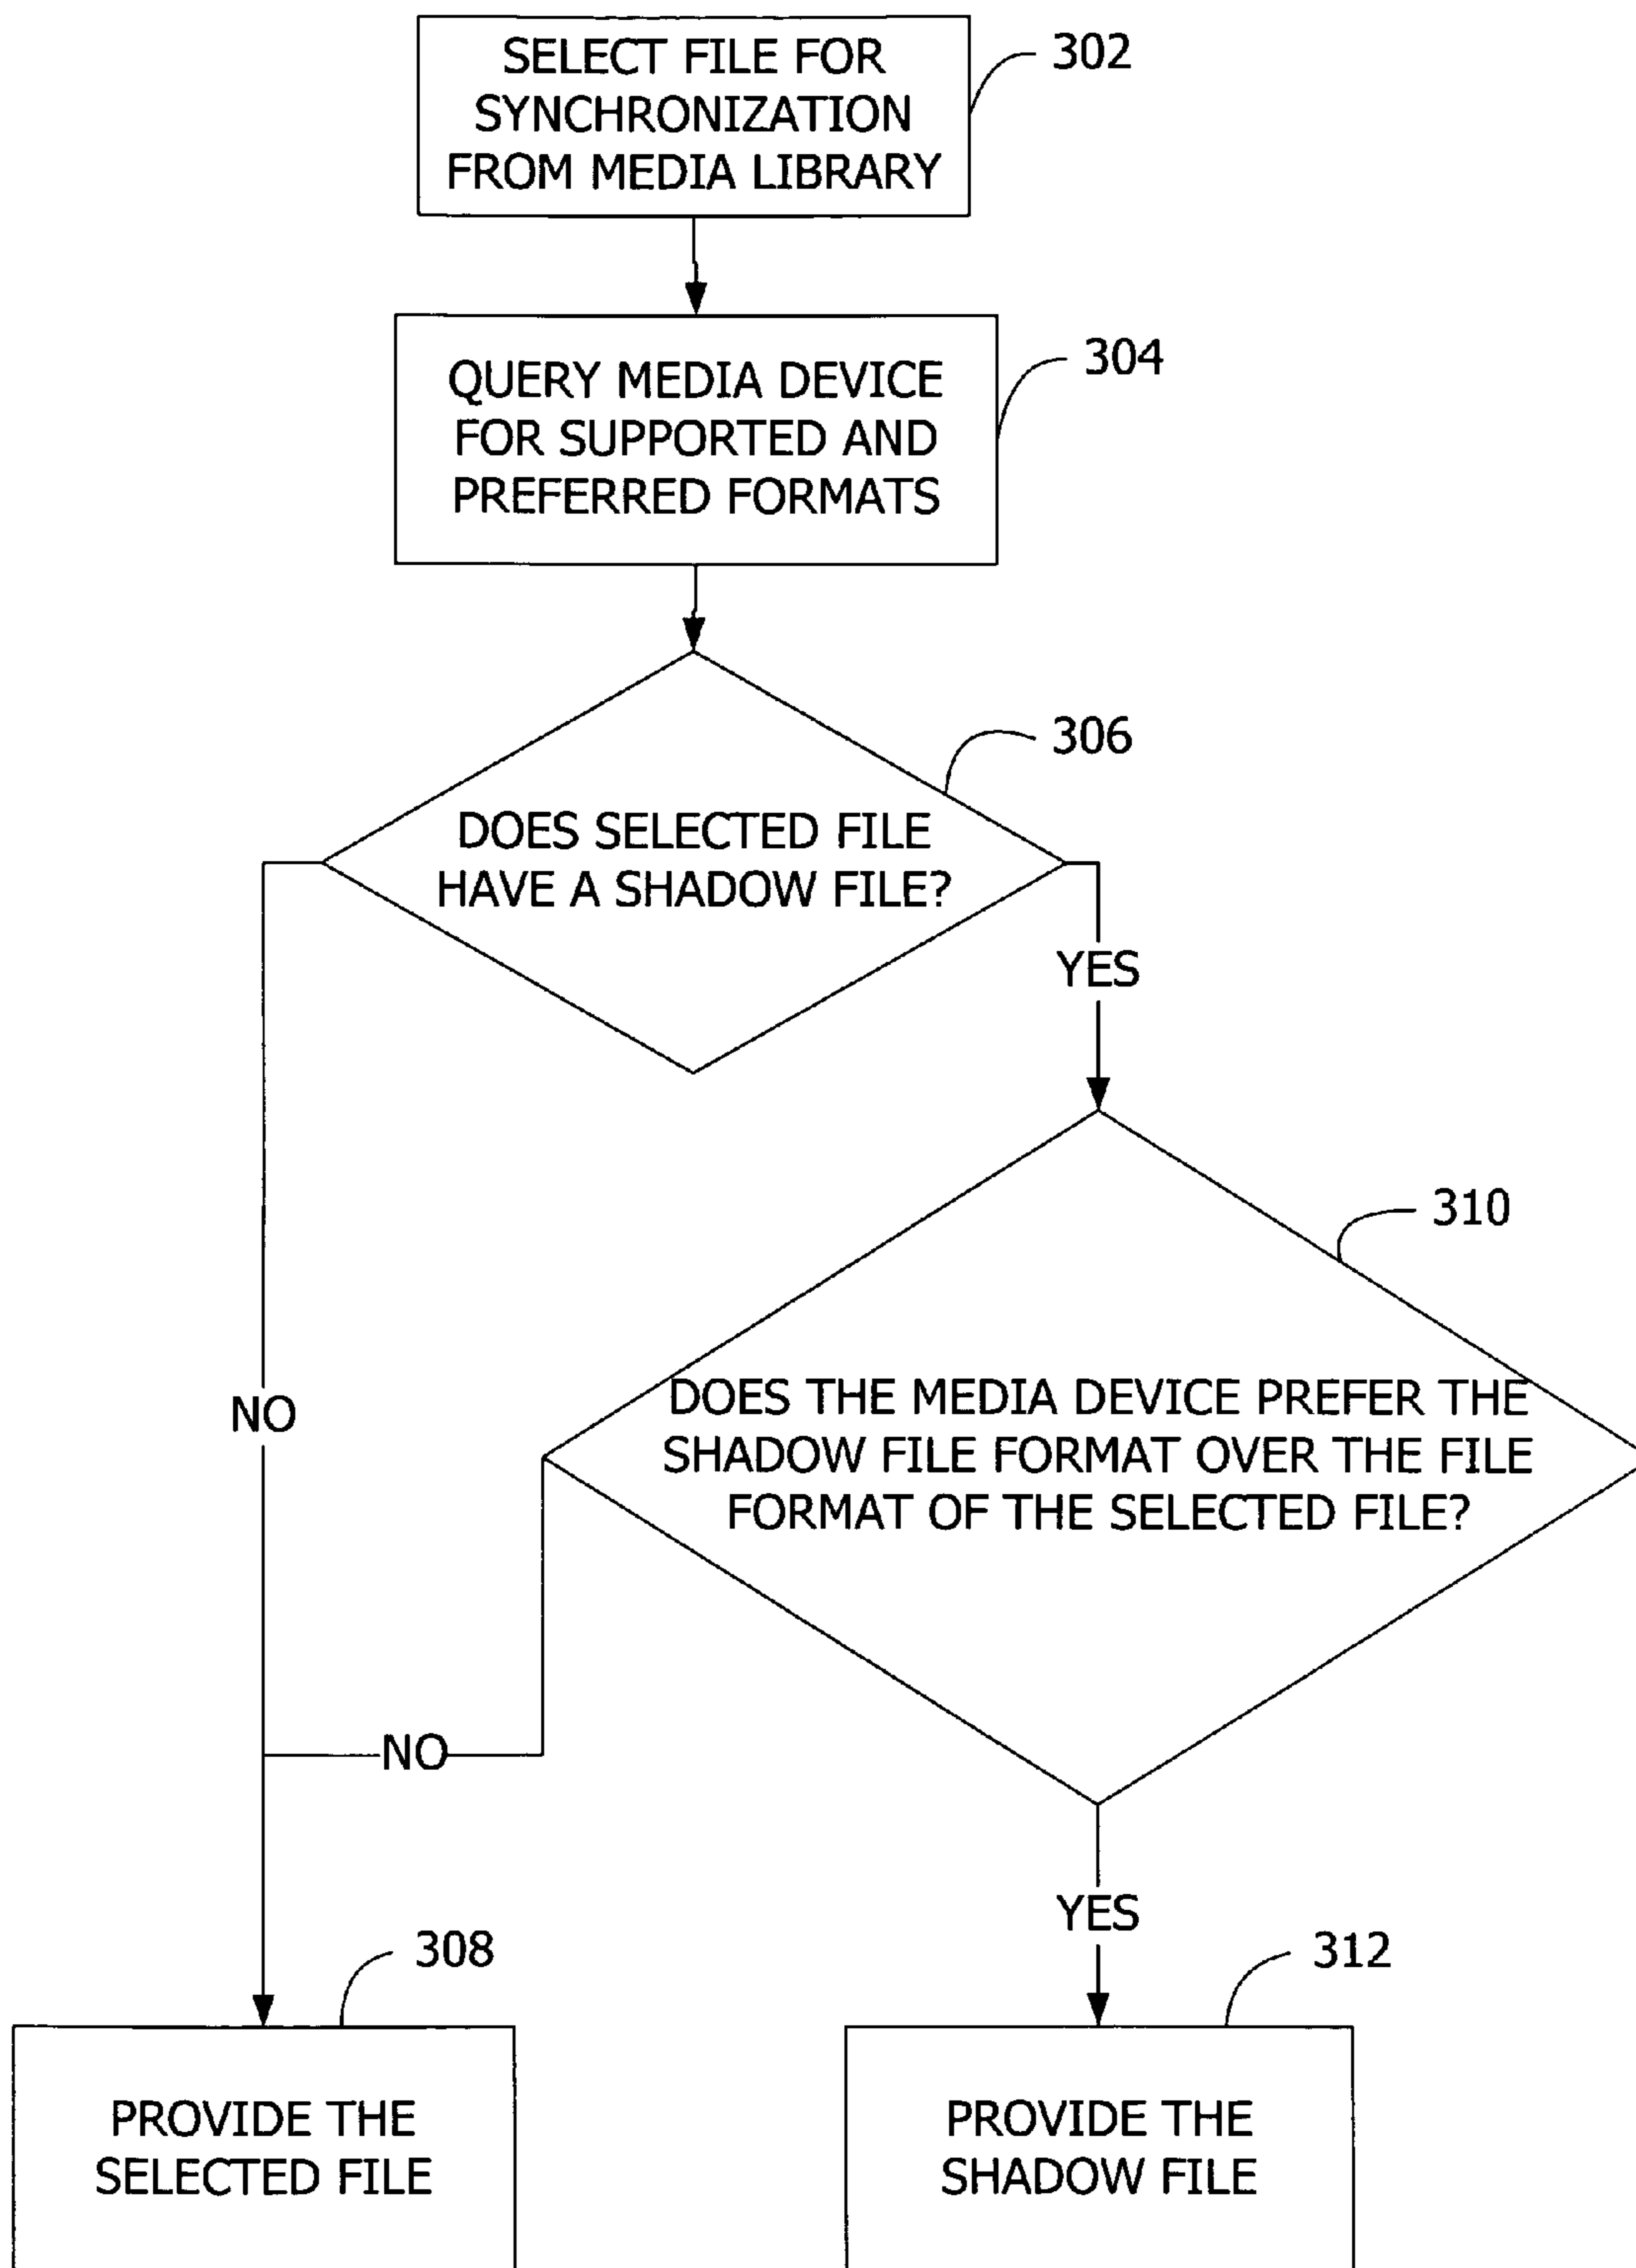 SELECT FILE FOR
SYNCHRONIZATION
FROM MEDIA LIBRARY
302
QUERY MEDIA DEVICE
FOR SUPPORTED AND
PREFERRED FORMATS
304
306
DOES SELECTED FILE
HAVE A SHADOW FILE?
YES
310
DOES THE MEDIA DEVICE PREFER THE
SHADOW FILE FORMAT OVER THE FILE
FORMAT OF THE SELECTED FILE?
NO
NO
YES
308
312
PROVIDE THE
SELECTED FILE
PROVIDE THE
SHADOW FILE